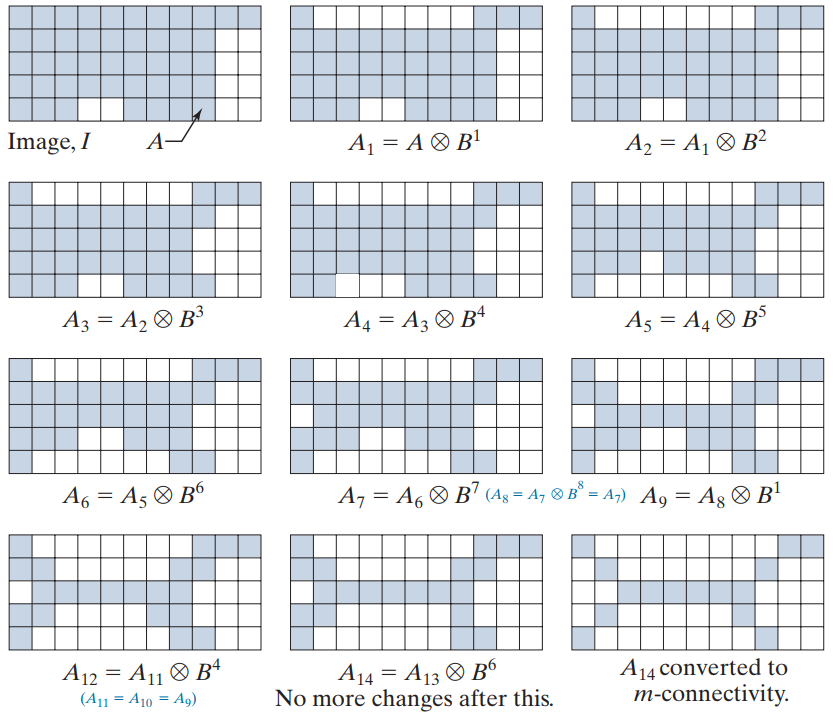 Image, I A
A₁ = A ⊗ B¹
A₂ = A₁ ⊗ B²
A₃ = A₂ ⊗ B³
A₄ = A₃ ⊗ B⁴
A₅ = A₄ ⊗ B⁵
A₆ = A₅ ⊗ B⁶
A₇ = A₆ ⊗ B⁷ (A₈ = A₇ ⊗ B⁸ = A₇)
A₉ = A₈ ⊗ B¹
A₁₂ = A₁₁ ⊗ B⁴
(A₁₁ = A₁₀ = A₉)
A₁₄ = A₁₃ ⊗ B⁶
No more changes after this.
A₁₄ converted to
m-connectivity.